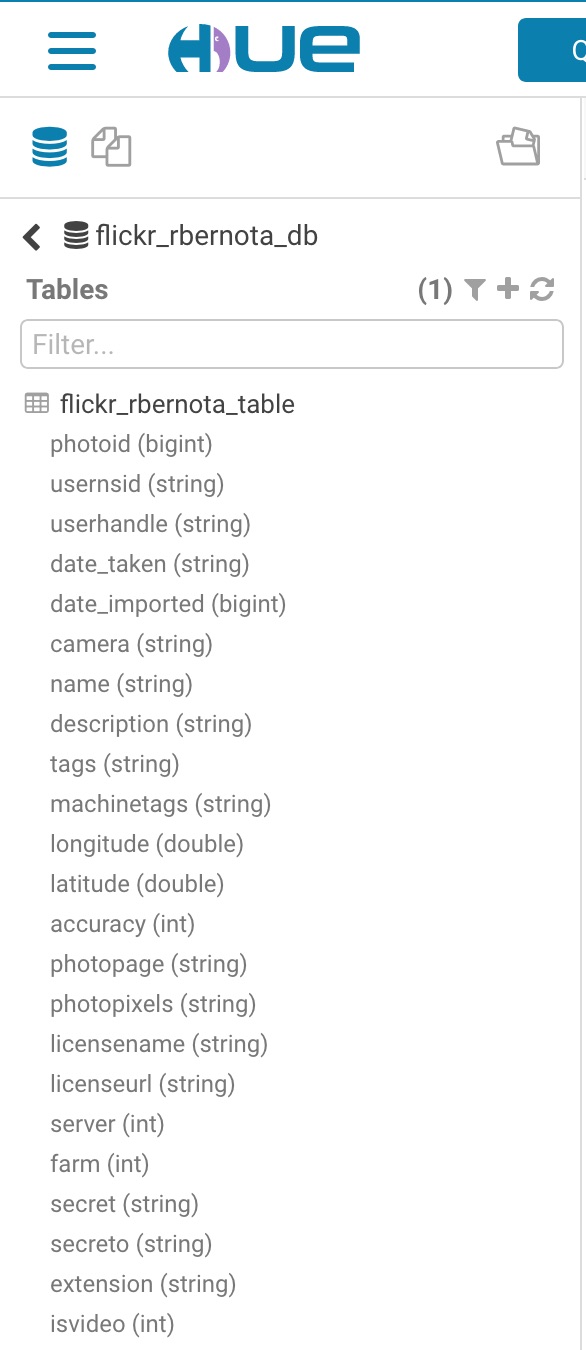 HUE
Q
flickr_rbernota_db
Tables (1)
Filter...
flickr_rbernota_table
photoid (bigint)
usernsid (string)
userhandle (string)
date_taken (string)
date_imported (bigint)
camera (string)
name (string)
description (string)
tags (string)
machinetags (string)
longitude (double)
latitude (double)
accuracy (int)
photopage (string)
photopixels (string)
licensename (string)
licenseurl (string)
server (int)
farm (int)
secret (string)
secreto (string)
extension (string)
isvideo (int)